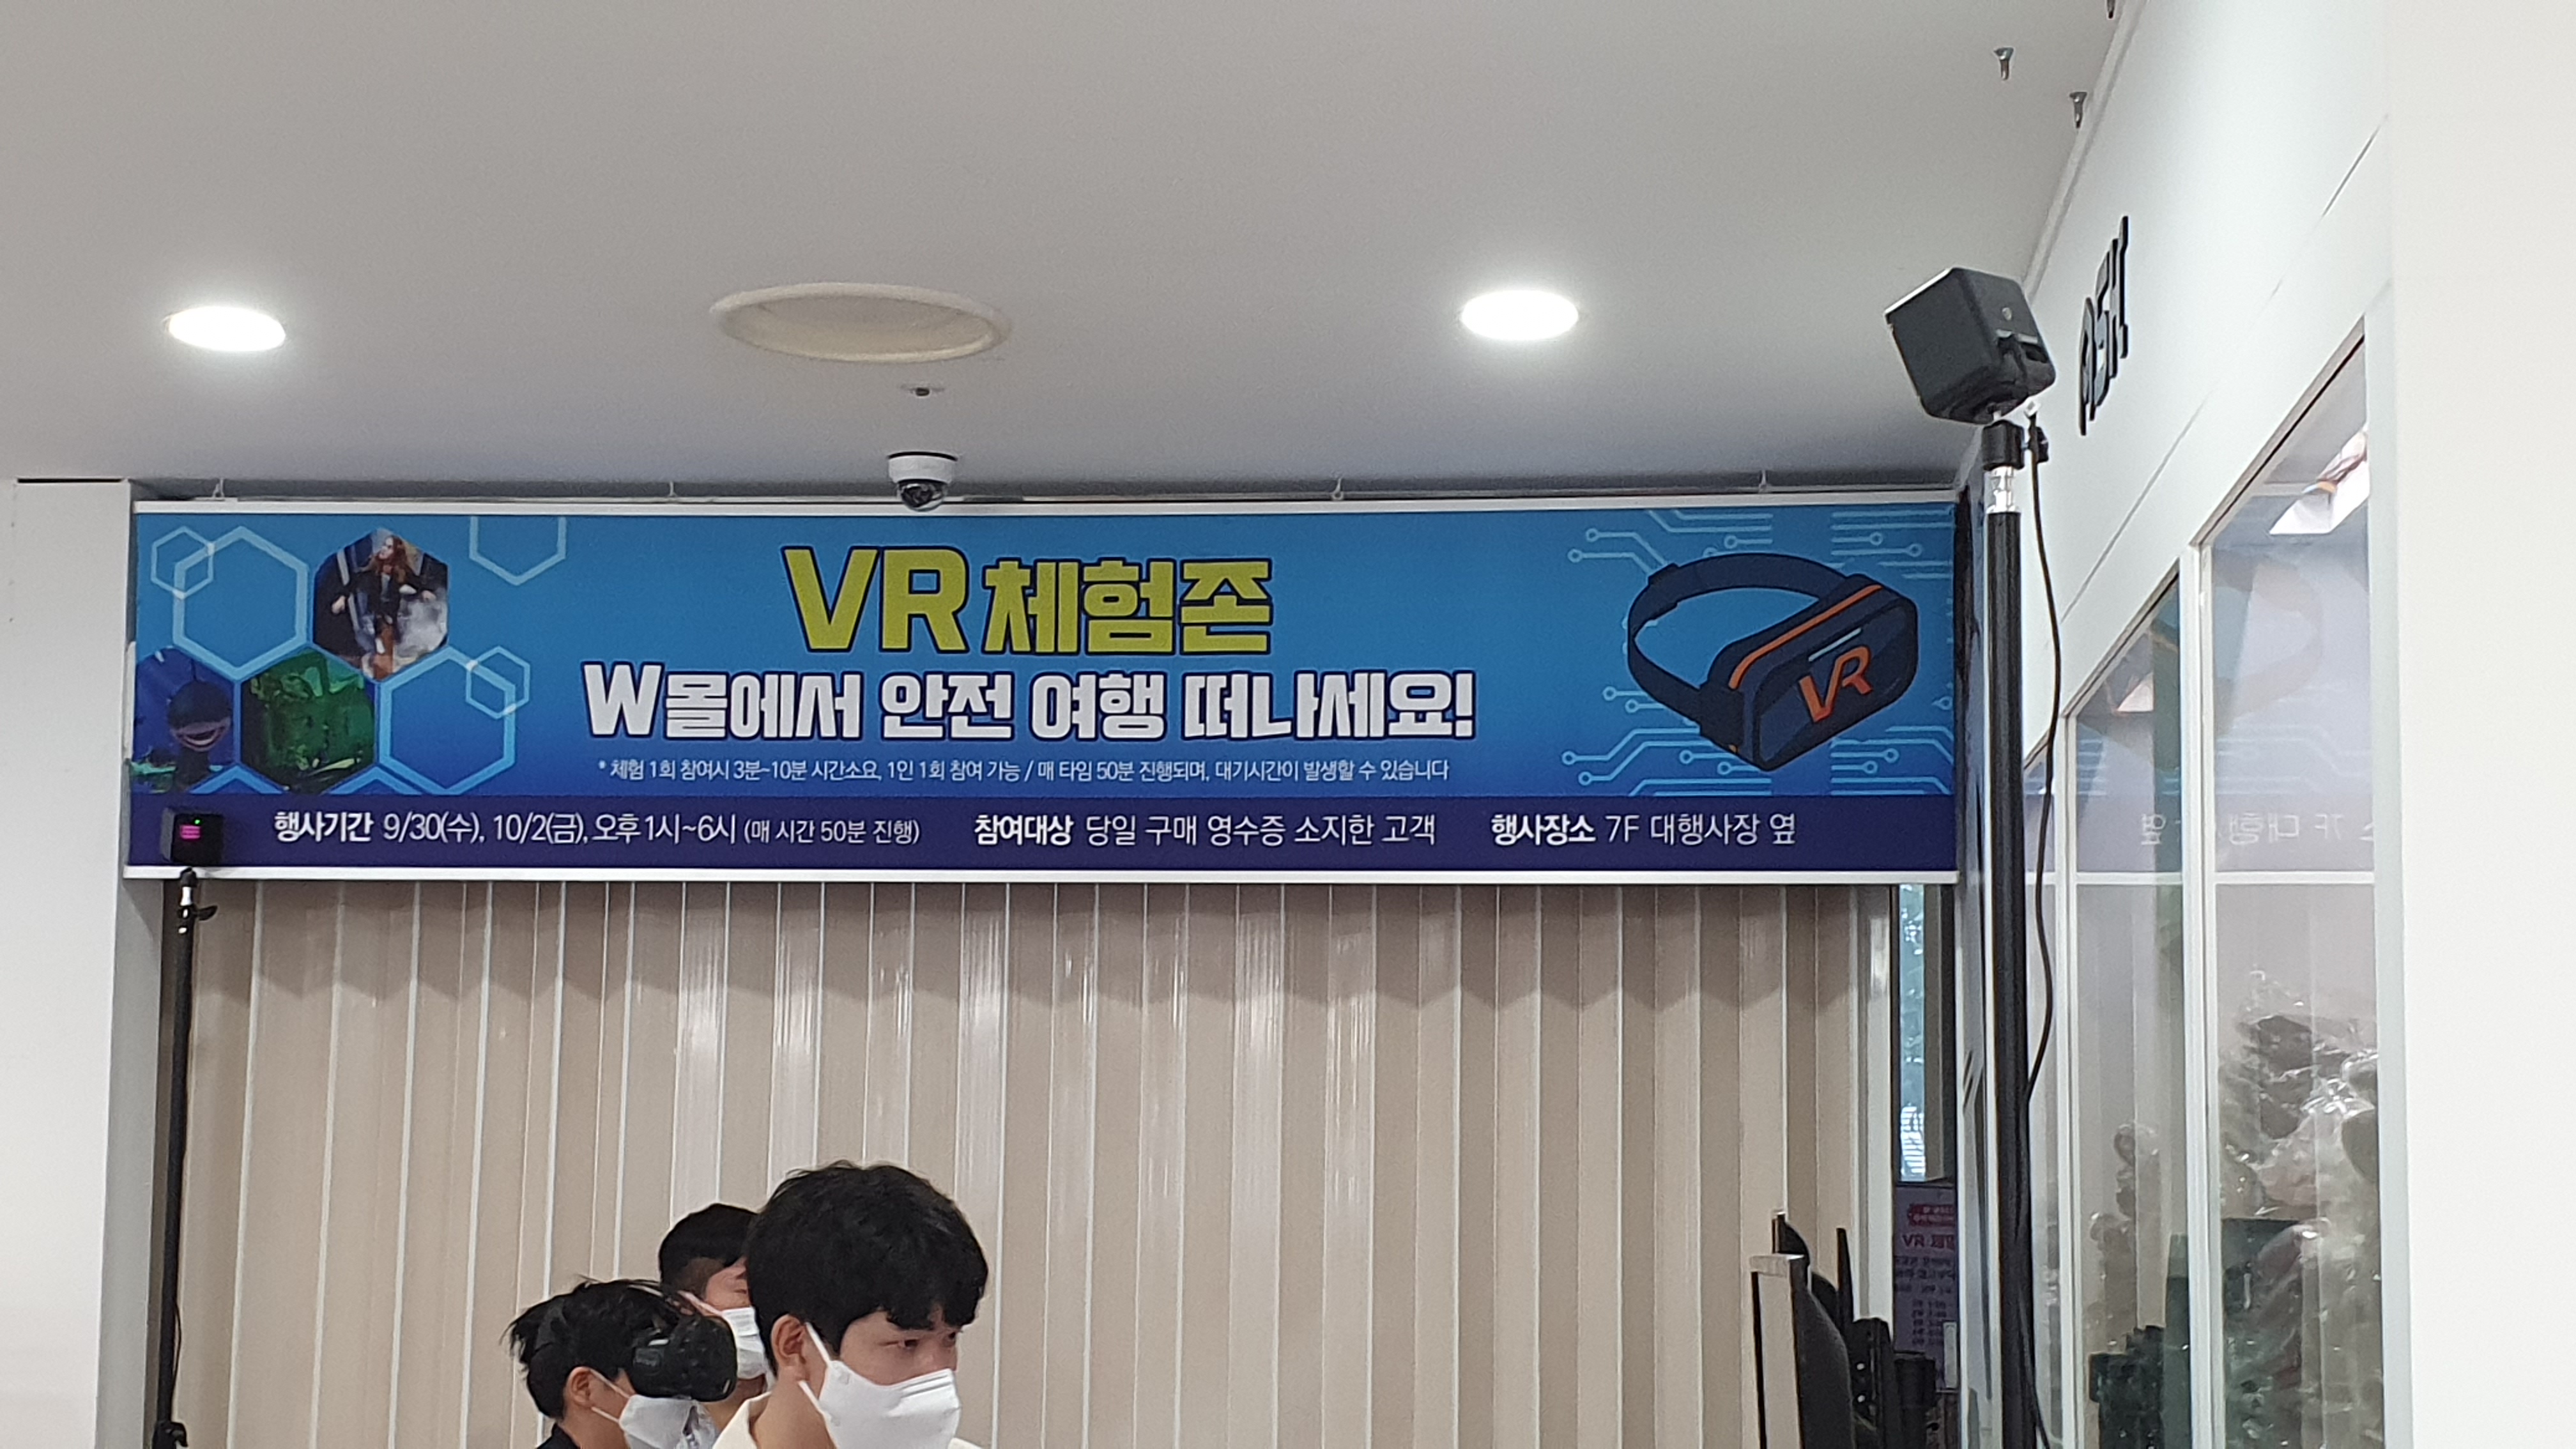 VR 체험존
W몰에서 안전 여행 떠나세요!
* 체험 1회 참여시 3분~10분 시간소요, 1인 1회 참여 가능 / 매 타임 50분 진행되며, 대기시간이 발생할 수 있습니다
VR
행사기간 9/30(수), 10/2(금), 오후 1시~6시 (매 시간 50분 진행) 참여대상 당일 구매 영수증 소지한 고객 행사장소 7F 대행사장 옆